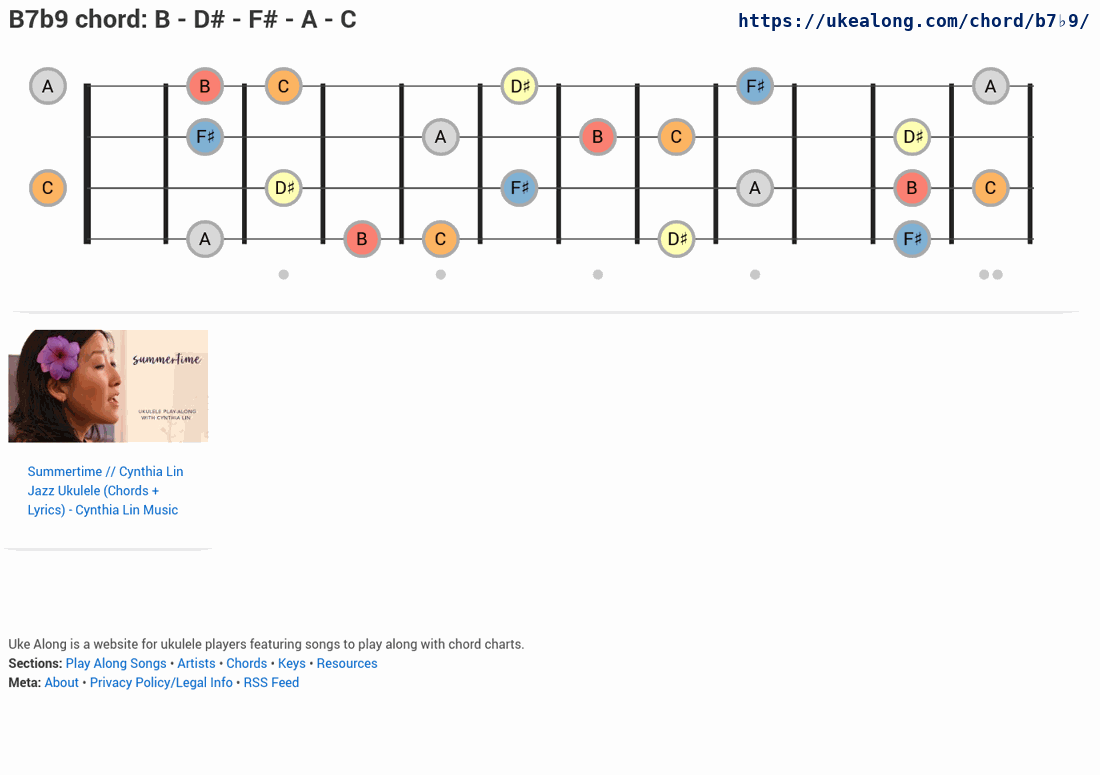 B7b9 chord: B - D# - F# - A - C
https://ukealong.com/chord/b7♭9/
A B C D♯ F♯ A
F♯ A B C D♯
C D♯ F♯ A B C
A B C D♯ F♯
summertime
UKULELE PLAY-ALONG
WITH CYNTHIA LIN
Summertime // Cynthia Lin
Jazz Ukulele (Chords +
Lyrics) - Cynthia Lin Music
Uke Along is a website for ukulele players featuring songs to play along with chord charts.
Sections: Play Along Songs • Artists • Chords • Keys • Resources
Meta: About • Privacy Policy/Legal Info • RSS Feed